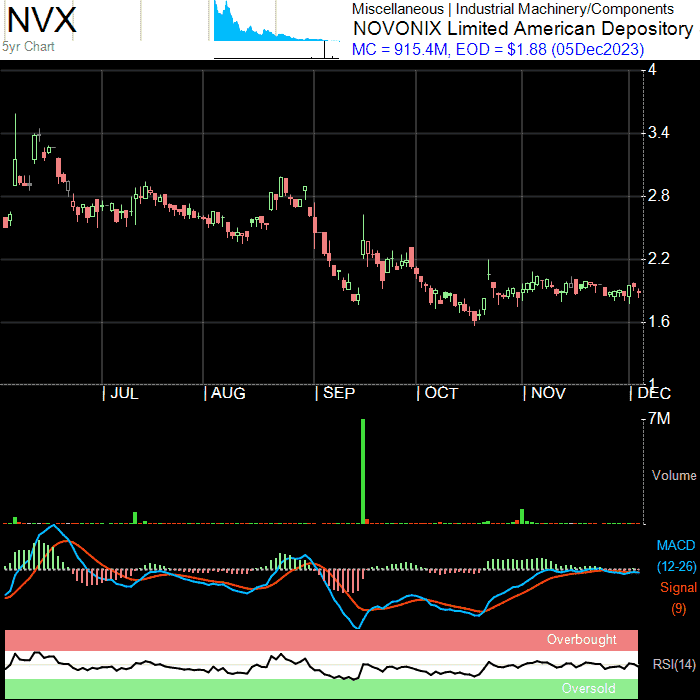 NVX
5yr Chart
Miscellaneous | Industrial Machinery/Components
NOVONIX Limited American Depository
MC = 915.4M, EOD = $1.88 (05Dec2023)
4
3.4
2.8
2.2
1.6
1
JUL
AUG
SEP
OCT
NOV
DEC
7M
Volume
MACD
(12-26)
Signal
(9)
Overbought
RSI(14)
Oversold